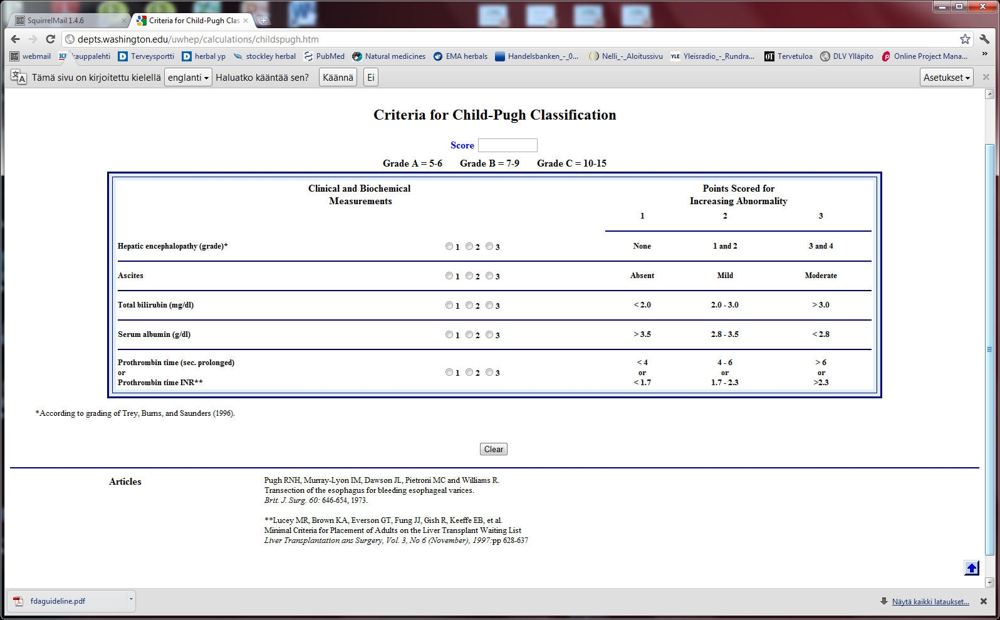 SquirrelMail 1.4.6
Criteria for Child-Pugh Clas
depts.washington.edu/uwhep/calculations/childspugh.htm
webmail KJ kauppalehti D Terveysportti D herbal yp stockley herbal PubMed Natural medicines EMA herbals Handelsbanken_-_0... Nelli_-_Aloitussivu YLE Yleisradio_-_Rundra... OT Tervetuloa DLV Ylläpito Online Project Mana... »
Tämä sivu on kirjoitettu kielellä englanti Haluatko kääntää sen? Käännä Ei Asetukset
Criteria for Child-Pugh Classification
Score
Grade A = 5-6 Grade B = 7-9 Grade C = 10-15
Clinical and Biochemical Points Scored for
Measurements Increasing Abnormality
1 2 3
Hepatic encephalopathy (grade)* 1 2 3 None 1 and 2 3 and 4
Ascites 1 2 3 Absent Mild Moderate
Total bilirubin (mg/dl) 1 2 3 < 2.0 2.0 - 3.0 > 3.0
Serum albumin (g/dl) 1 2 3 > 3.5 2.8 - 3.5 < 2.8
Prothrombin time (sec. prolonged) < 4 4 - 6 > 6
or 1 2 3 or or or
Prothrombin time INR** < 1.7 1.7 - 2.3 >2.3
*According to grading of Trey, Burns, and Saunders (1996).
Clear
Articles Pugh RNH, Murray-Lyon IM, Dawson JL, Pietroni MC and Williams R.
Transection of the esophagus for bleeding esophageal varices.
Brit. J. Surg. 60: 646-654, 1973.
**Lucey MR, Brown KA, Everson GT, Fung JJ, Gish R, Keeffe EB, et al.
Minimal Criteria for Placement of Adults on the Liver Transplant Waiting List
Liver Transplantation ans Surgery, Vol. 3, No 6 (November), 1997:pp 628-637
fdaguideline.pdf Näytä kaikki lataukset...